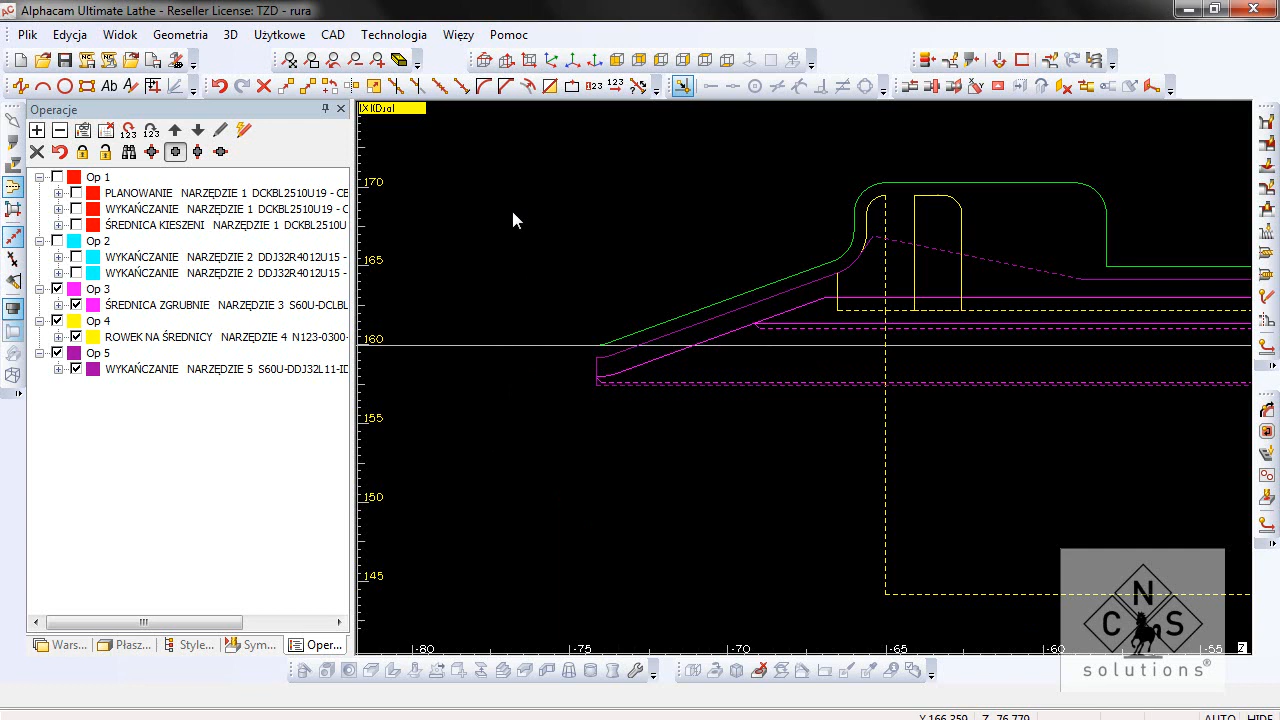 Alphacam Ultimate Lathe - Reseller License: TZD - rura
Plik Edycja Widok Geometria 3D Użytkowe CAD Technologia Więzy Pomoc
Operacje
Op 1
PLANOWANIE NARZĘDZIE 1 DCKBL2510U19 - CB
WYKAŃCZANIE NARZĘDZIE 1 DCKBL2510U19 - C
ŚREDNICA KIESZENI NARZĘDZIE 1 DCKBL2510U
Op 2
WYKAŃCZANIE NARZĘDZIE 2 DDJ32R4012U15 -
WYKAŃCZANIE NARZĘDZIE 2 DDJ32R4012U15 -
Op 3
ŚREDNICA ZGRUBNIE NARZĘDZIE 3 S60U-DCLBL
Op 4
ROWEK NA ŚREDNICY NARZĘDZIE 4 N123-0300-
Op 5
WYKAŃCZANIE NARZĘDZIE 5 S60U-DDJ32L11-ID
170
165
160
155
150
145
-80 -75 -70 -65 -60 -55
Z
Wars... Płasz... Style... Sym... Oper...
N
C S
solutions®
X 166.259 Z -76.779 AUTO HIDE